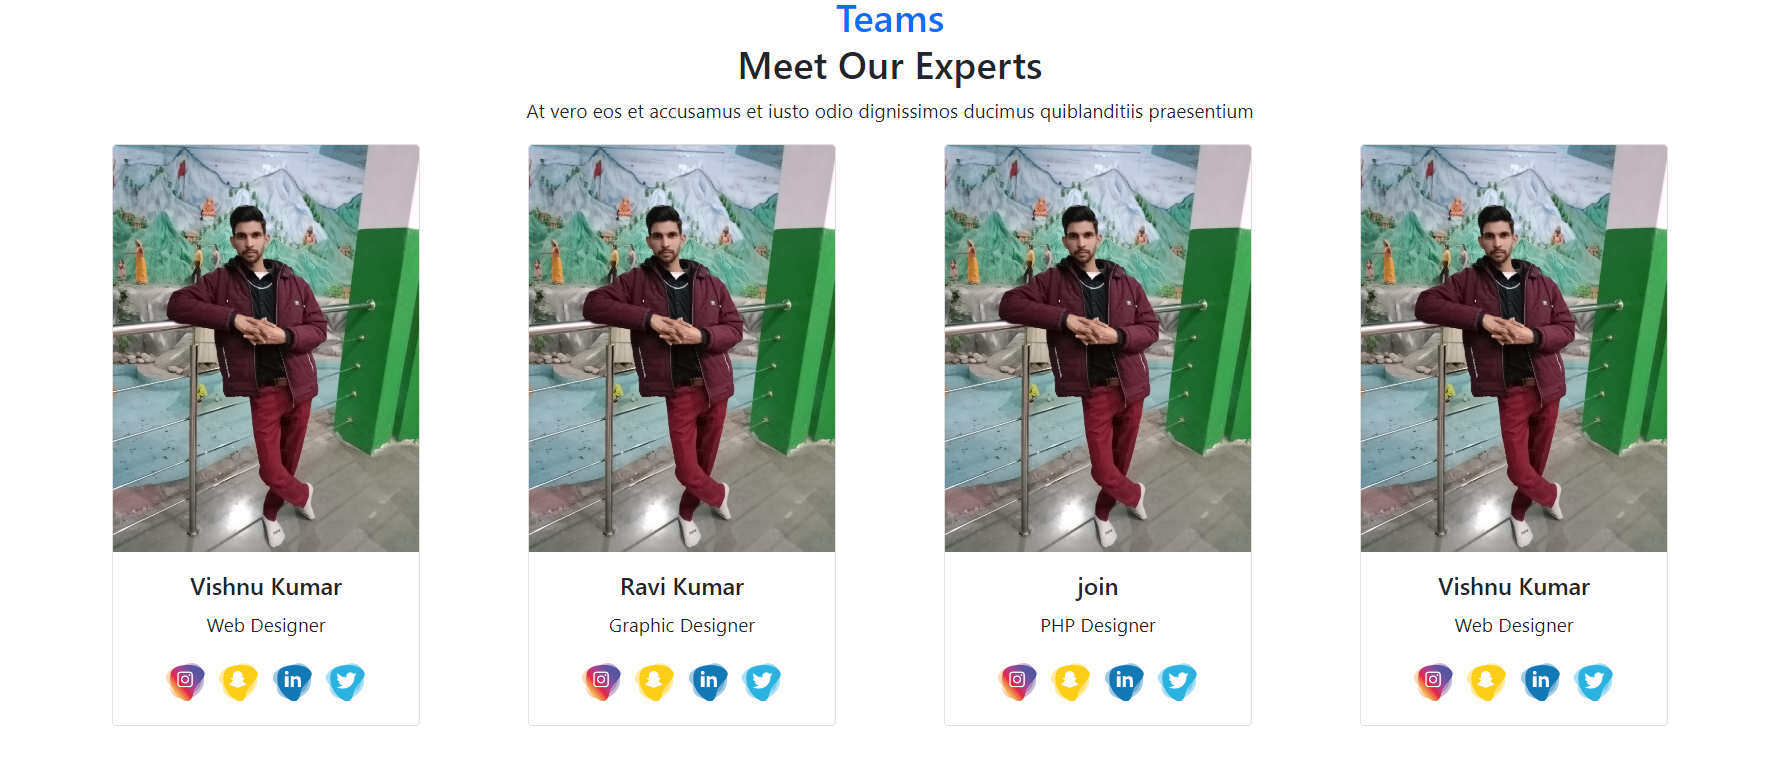 Teams
Meet Our Experts
At vero eos et accusamus et iusto odio dignissimos ducimus quiblanditiis praesentium
Vishnu Kumar
Web Designer
Ravi Kumar
Graphic Designer
join
PHP Designer
Vishnu Kumar
Web Designer
in
in
in
in